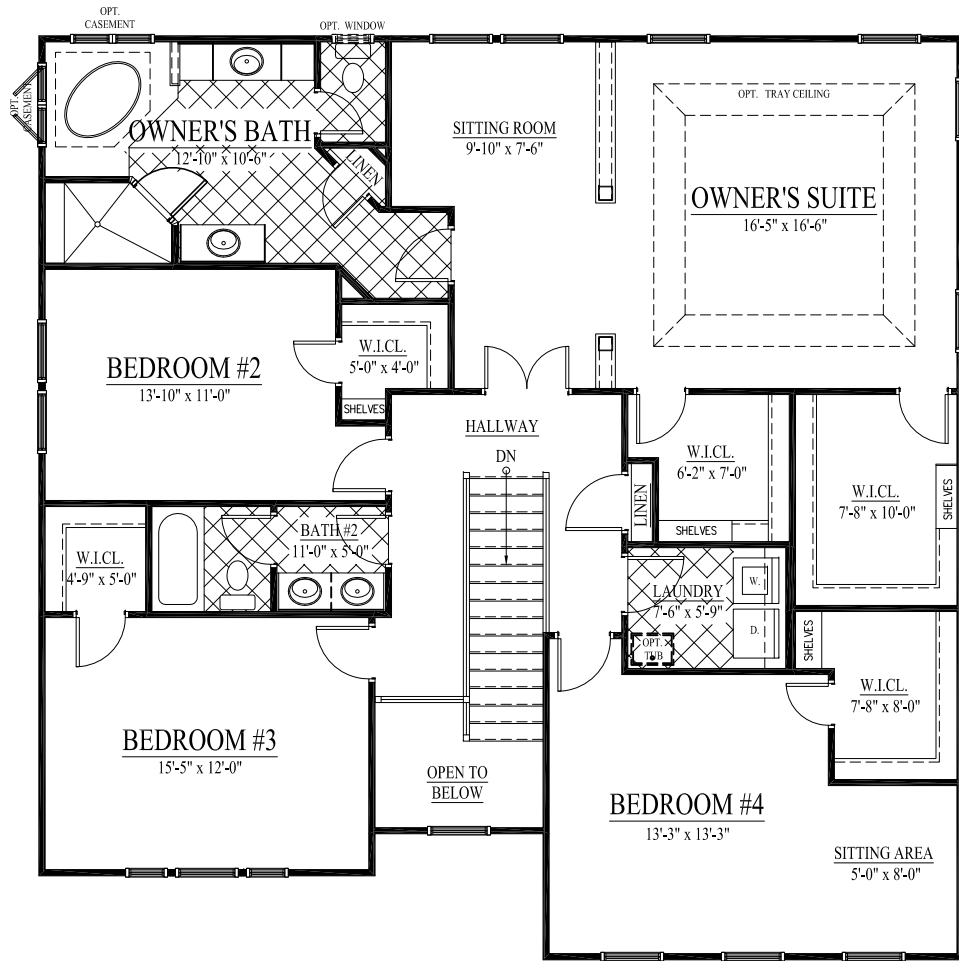 OPT.
CASEMENT
OPT. WINDOW
OPT.
CASEMENT
OPT. TRAY CEILING
OWNER'S BATH
12'-10" x 10'-6"
SITTING ROOM
9'-10" x 7'-6"
LINEN
OWNER'S SUITE
16'-5" x 16'-6"
BEDROOM #2
13'-10" x 11'-0"
W.I.CL.
5'-0" x 4'-0"
SHELVES
HALLWAY
DN
W.I.CL.
6'-2" x 7'-0"
SHELVES
LINEN
W.I.CL.
7'-8" x 10'-0"
SHELVES
BATH #2
11'-0" x 5'-0"
W.I.CL.
4'-9" x 5'-0"
LAUNDRY
7'-6" x 5'-9"
W.
D.
OPT.
TUB
SHELVES
W.I.CL.
7'-8" x 8'-0"
BEDROOM #3
15'-5" x 12'-0"
OPEN TO
BELOW
BEDROOM #4
13'-3" x 13'-3"
SITTING AREA
5'-0" x 8'-0"